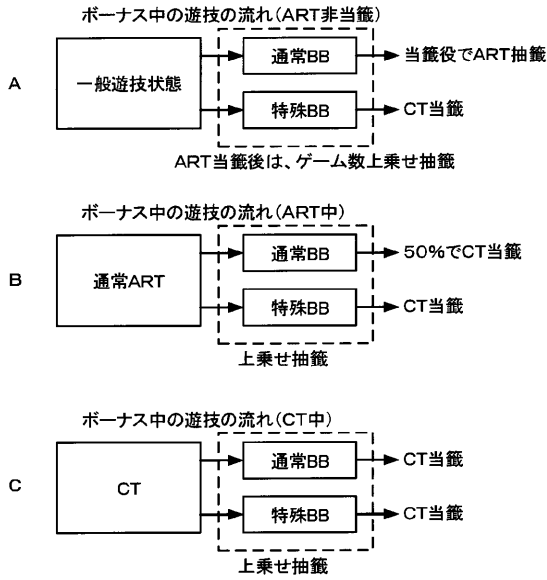 ボーナス中の遊技の流れ(ART非当籤)
A
一般遊技状態
通常BB
当籤役でART抽籤
特殊BB
CT当籤
ART当籤後は、ゲーム数上乗せ抽籤
ボーナス中の遊技の流れ(ART中)
B
通常ART
通常BB
50%でCT当籤
特殊BB
CT当籤
上乗せ抽籤
ボーナス中の遊技の流れ(CT中)
C
CT
通常BB
CT当籤
特殊BB
CT当籤
上乗せ抽籤